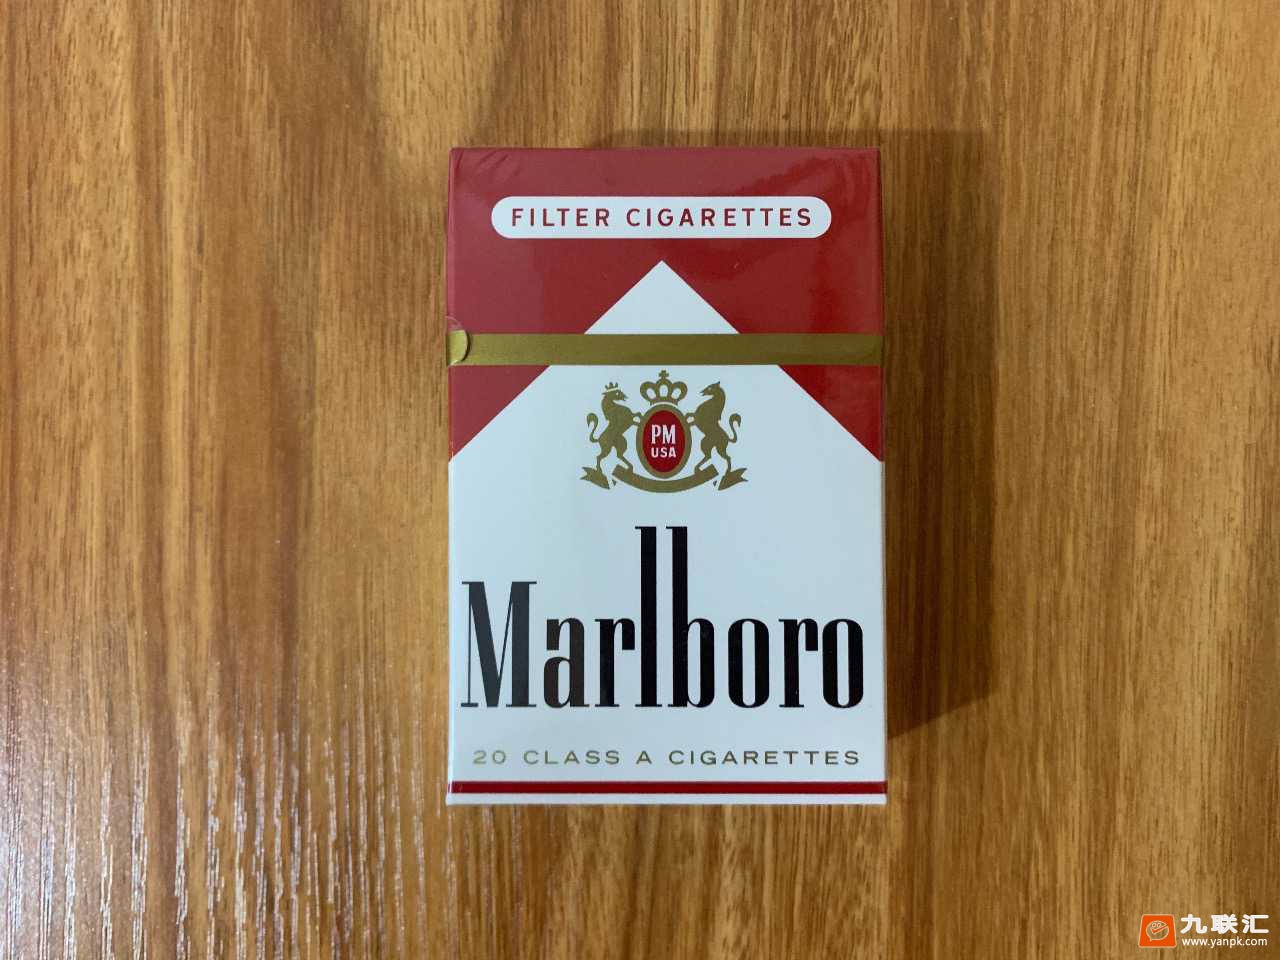 FILTER CIGARETTES
PM
USA
Marlboro
20 CLASS A CIGARETTES
九联汇
www.yanpk.com